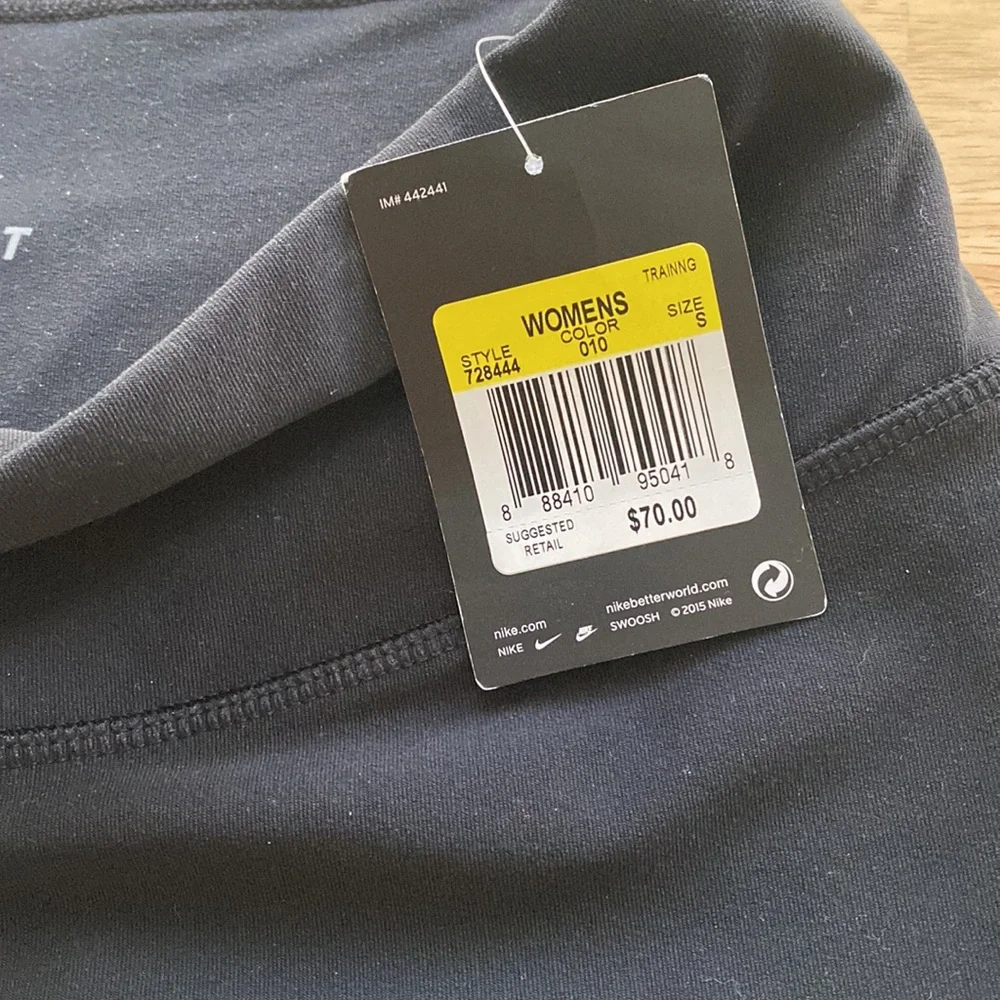 T
IM# 442441
TRAINNG
WOMENS
SIZE
COLOR
S
STYLE
010
728444
8 88410 95041 8
SUGGESTED
RETAIL
$70.00
nike.com
nikebetterworld.com
NIKE SWOOSH ©2015 Nike